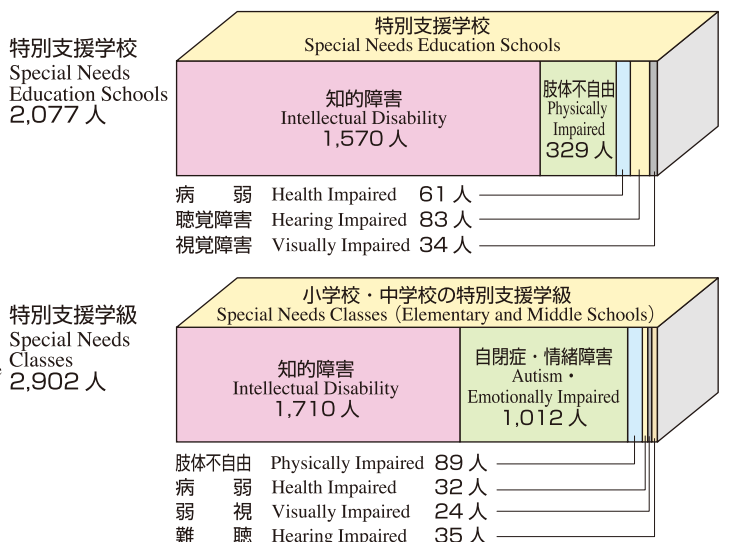 特別支援学校
Special Needs
Education Schools
2,077 人
特別支援学校
Special Needs Education Schools
知的障害
Intellectual Disability
1,570 人
肢体不自由
Physically
Impaired
329 人
病 弱 Health Impaired 61 人
聴覚障害 Hearing Impaired 83 人
視覚障害 Visually Impaired 34 人
特別支援学級
Special Needs
Classes
2,902 人
小学校・中学校の特別支援学級
Special Needs Classes (Elementary and Middle Schools)
知的障害
Intellectual Disability
1,710 人
自閉症・情緒障害
Autism・
Emotionally Impaired
1,012 人
肢体不自由 Physically Impaired 89 人
病 弱 Health Impaired 32 人
弱 視 Visually Impaired 24 人
難 聴 Hearing Impaired 35 人